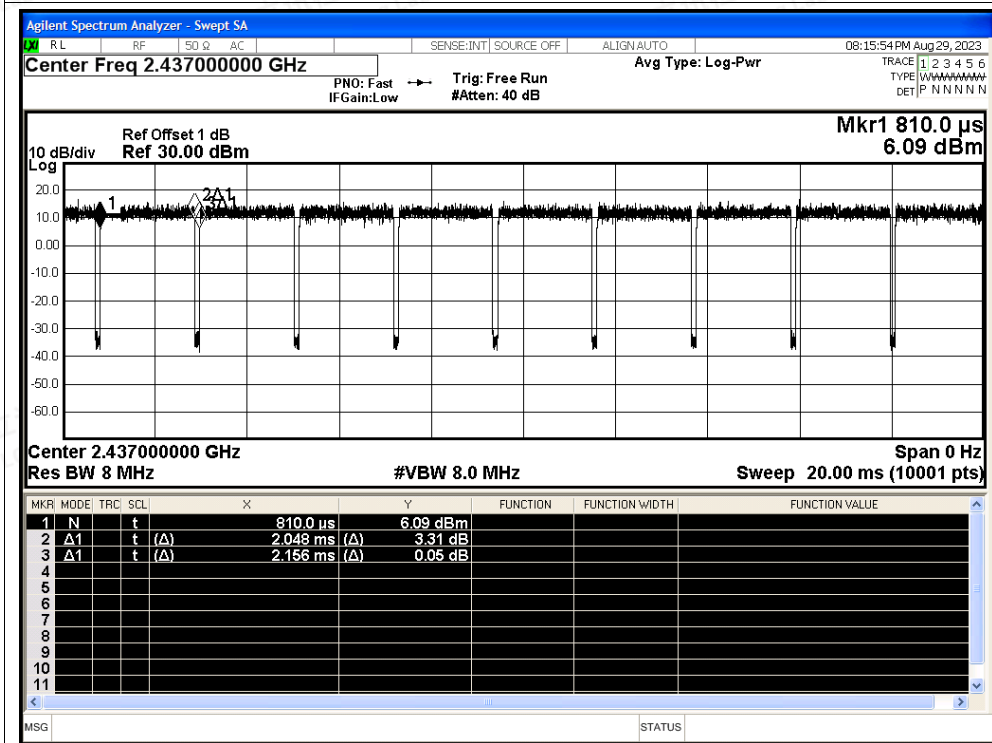 Agilent Spectrum Analyzer - Swept SA
LXI RL RF 50 Ω AC SENSE:INT SOURCE OFF ALIGN AUTO 08:15:54 PM Aug 29, 2023
Center Freq 2.437000000 GHz PNO: Fast IFGain:Low Trig: Free Run #Atten: 40 dB Avg Type: Log-Pwr
TRACE 1 2 3 4 5 6
TYPE W
DET P N N N N N
Ref Offset 1 dB
Ref 30.00 dBm
10 dB/div
Log
Mkr1 810.0 µs
6.09 dBm
20.0
10.0
0.00
-10.0
-20.0
-30.0
-40.0
-50.0
-60.0
1 2Δ1
3Δ1
Center 2.437000000 GHz Span 0 Hz
Res BW 8 MHz #VBW 8.0 MHz Sweep 20.00 ms (10001 pts)
MKR MODE TRC SCL X Y FUNCTION FUNCTION WIDTH FUNCTION VALUE
1 N t 810.0 µs 6.09 dBm
2 Δ1 t (Δ) 2.048 ms (Δ) 3.31 dB
3 Δ1 t (Δ) 2.156 ms (Δ) 0.05 dB
4
5
6
7
8
9
10
11
MSG STATUS